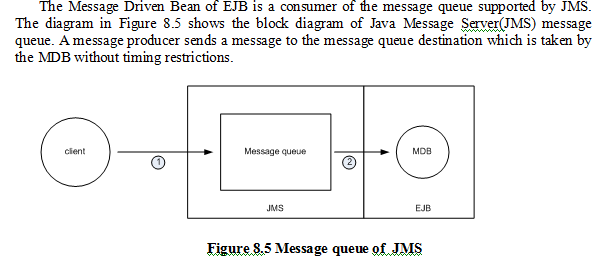 The Message Driven Bean of EJB is a consumer of the message queue supported by JMS.
The diagram in Figure 8.5 shows the block diagram of Java Message Server(JMS) message
queue. A message producer sends a message to the message queue destination which is taken by
the MDB without timing restrictions.
client
1
Message queue
2
MDB
JMS
EJB
Figure 8.5 Message queue of JMS